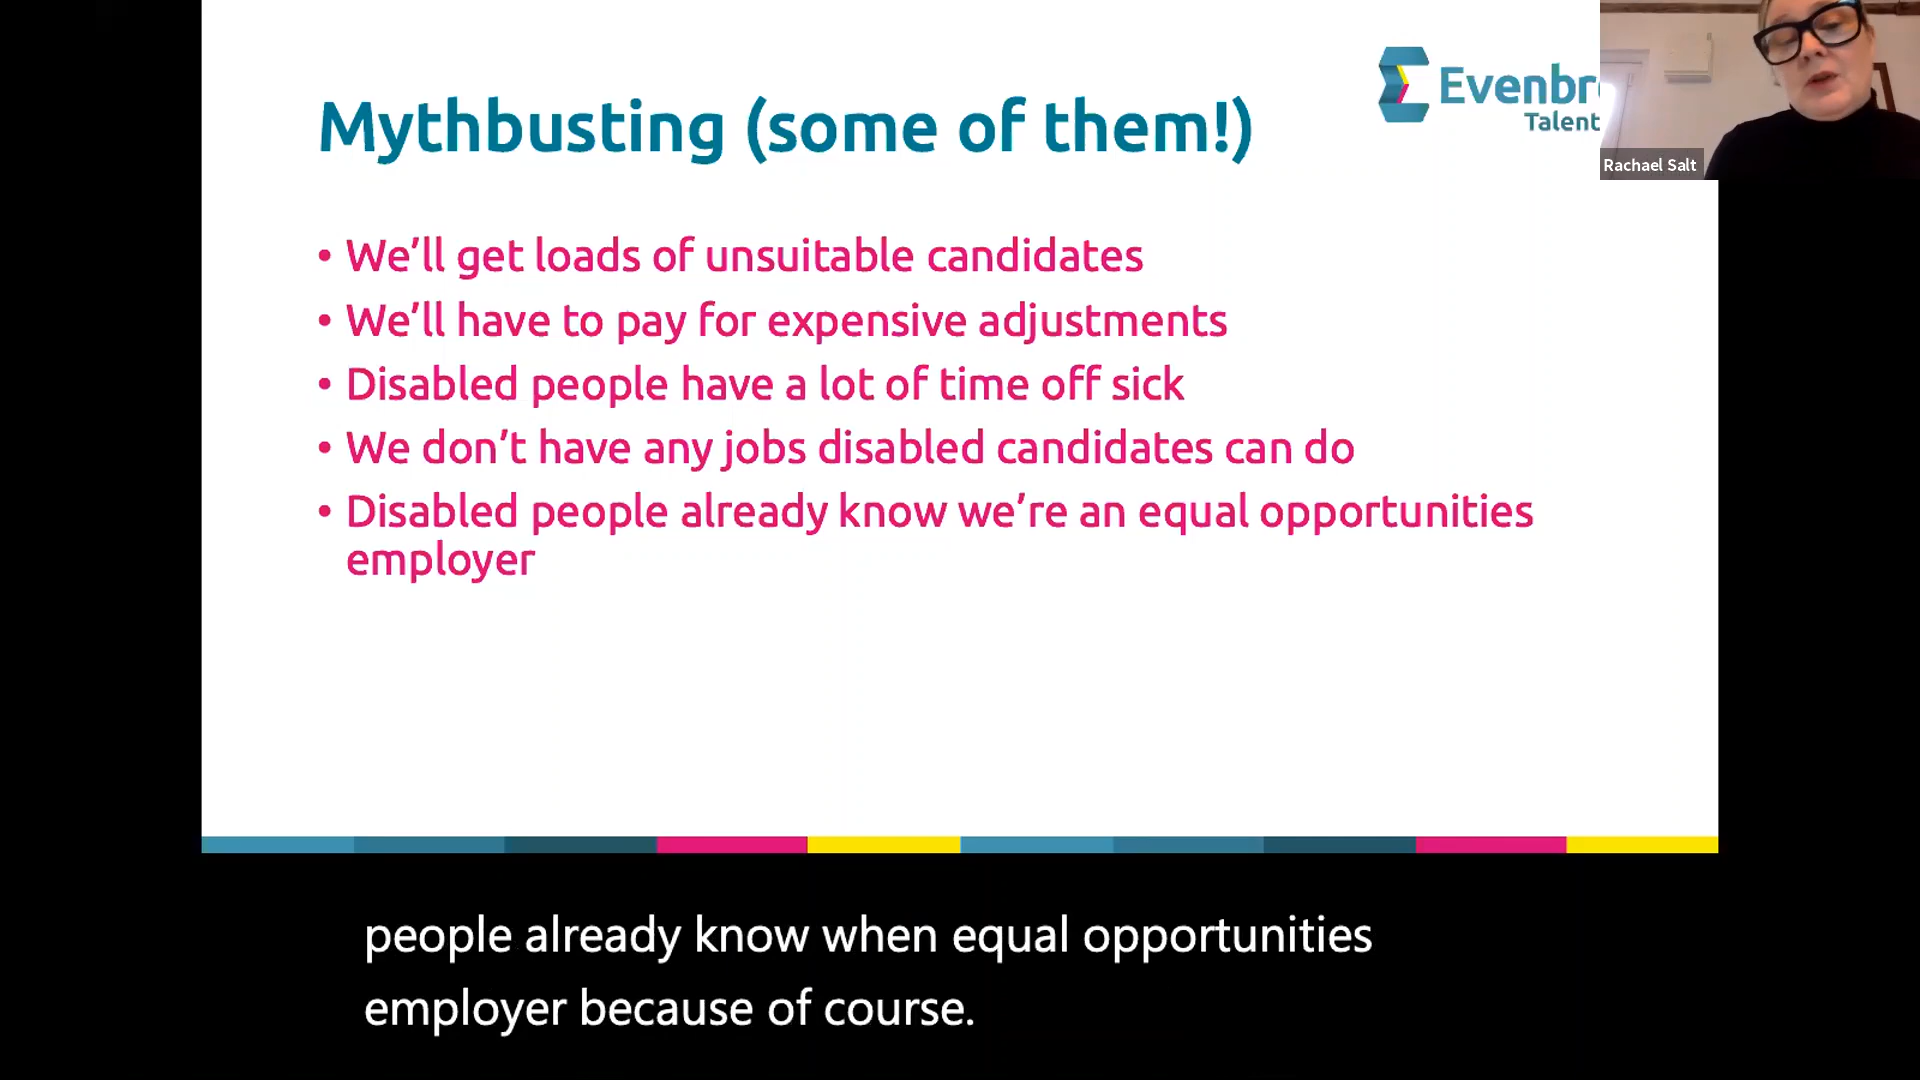 Mythbusting (some of them!)
Evenbr
Talent
Rachael Salt
• We’ll get loads of unsuitable candidates
• We’ll have to pay for expensive adjustments
• Disabled people have a lot of time off sick
• We don’t have any jobs disabled candidates can do
• Disabled people already know we’re an equal opportunities
employer
people already know when equal opportunities
employer because of course.